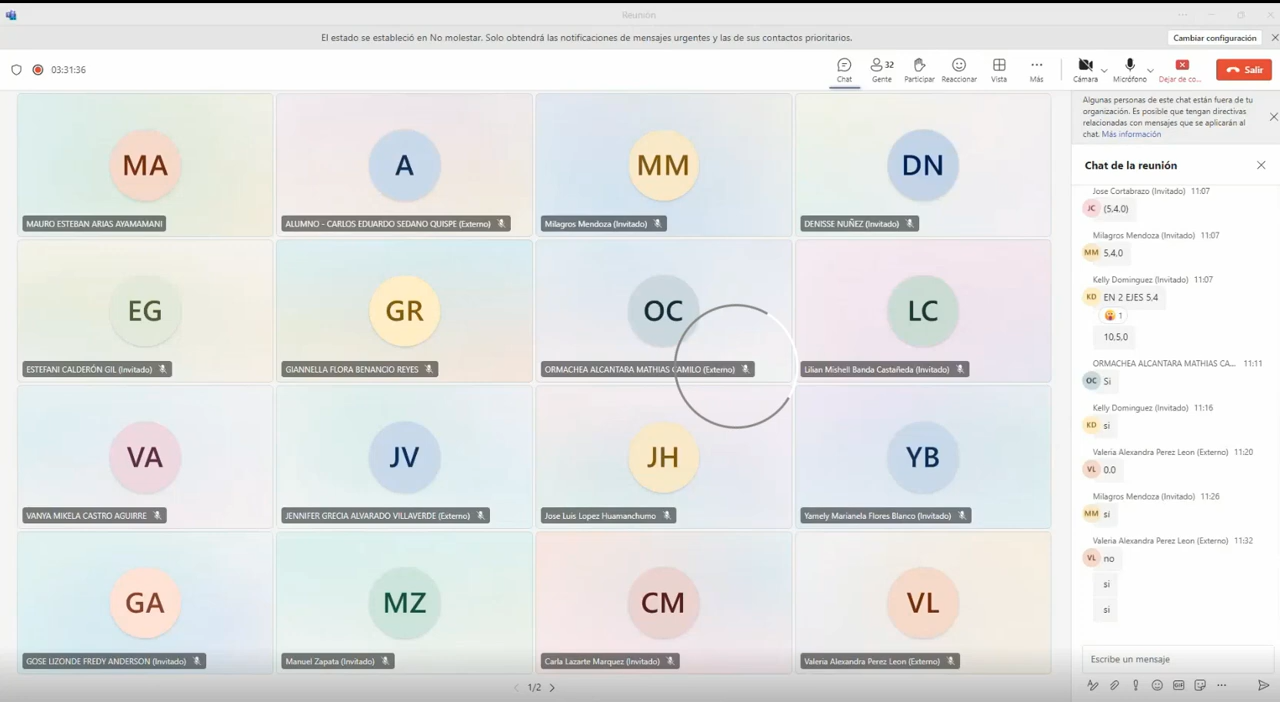 Reunión
El estado se estableció en No molestar. Solo obtendrá las notificaciones de mensajes urgentes y las de sus contactos prioritarios.
Cambiar configuración
03:31:36
Chat
32
Gente
Participar
Reaccionar
Vista
Más
Cámara
Micrófono
Dejar de co...
Salir
MA
MAURO ESTEBAN ARIAS AYAMAMANI
A
ALUMNO - CARLOS EDUARDO SEDANO QUISPE (Externo)
MM
Milagros Mendoza (Invitado)
DN
DENISSE NUÑEZ (Invitado)
EG
ESTEFANI CALDERÓN GIL (Invitado)
GR
GIANNELLA FLORA BENANCIO REYES
OC
ORMACHEA ALCANTARA MATHIAS CAMILO (Externo)
LC
Lilian Mishell Banda Castañeda (Invitado)
VA
VANYA MIKELA CASTRO AGUIRRE
JV
JENNIFER GRECIA ALVARADO VILLAVERDE (Externo)
JH
Jose Luis Lopez Huamanchumo
YB
Yamely Marianela Flores Blanco (Invitado)
GA
GOSE LIZONDE FREDY ANDERSON (Invitado)
MZ
Manuel Zapata (Invitado)
CM
Carla Lazarte Marquez (Invitado)
VL
Valeria Alexandra Perez Leon (Externo)
1/2
Algunas personas de este chat están fuera de tu
organización. Es posible que tengan directivas
relacionadas con mensajes que se aplicarán al
chat. Más información
Chat de la reunión
Jose Cortabrazo (Invitado) 11:07
JC (5.4.0)
Milagros Mendoza (Invitado) 11:07
MM 5,4,0
Kelly Dominguez (Invitado) 11:07
KD EN 2 EJES 5,4
1
10,5,0
ORMACHEA ALCANTARA MATHIAS CA... 11:11
OC Si
Kelly Dominguez (Invitado) 11:16
KD si
Valeria Alexandra Perez Leon (Externo) 11:20
VL 0.0
Milagros Mendoza (Invitado) 11:26
MM si
Valeria Alexandra Perez Leon (Externo) 11:32
VL no
si
si
Escribe un mensaje
GIF